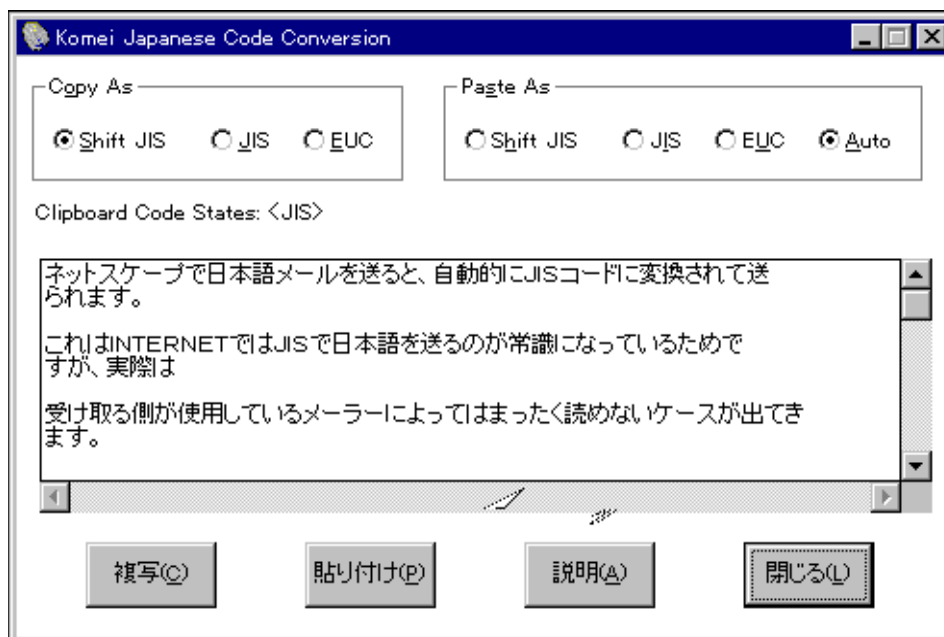 Komei Japanese Code Conversion
Copy As
Paste As
Shift JIS JIS EUC
Shift JIS JIS EUC Auto
Clipboard Code States: <JIS>
ネットスケープで日本語メールを送ると、自動的にJISコードに変換されて送
られます。
これはINTERNETではJISで日本語を送るのが常識になっているためで
すが、実際は
受け取る側が使用しているメーラーによってはまったく読めないケースが出てき
ます。
複写(C) 貼り付け(P) 説明(A) 閉じる(L)